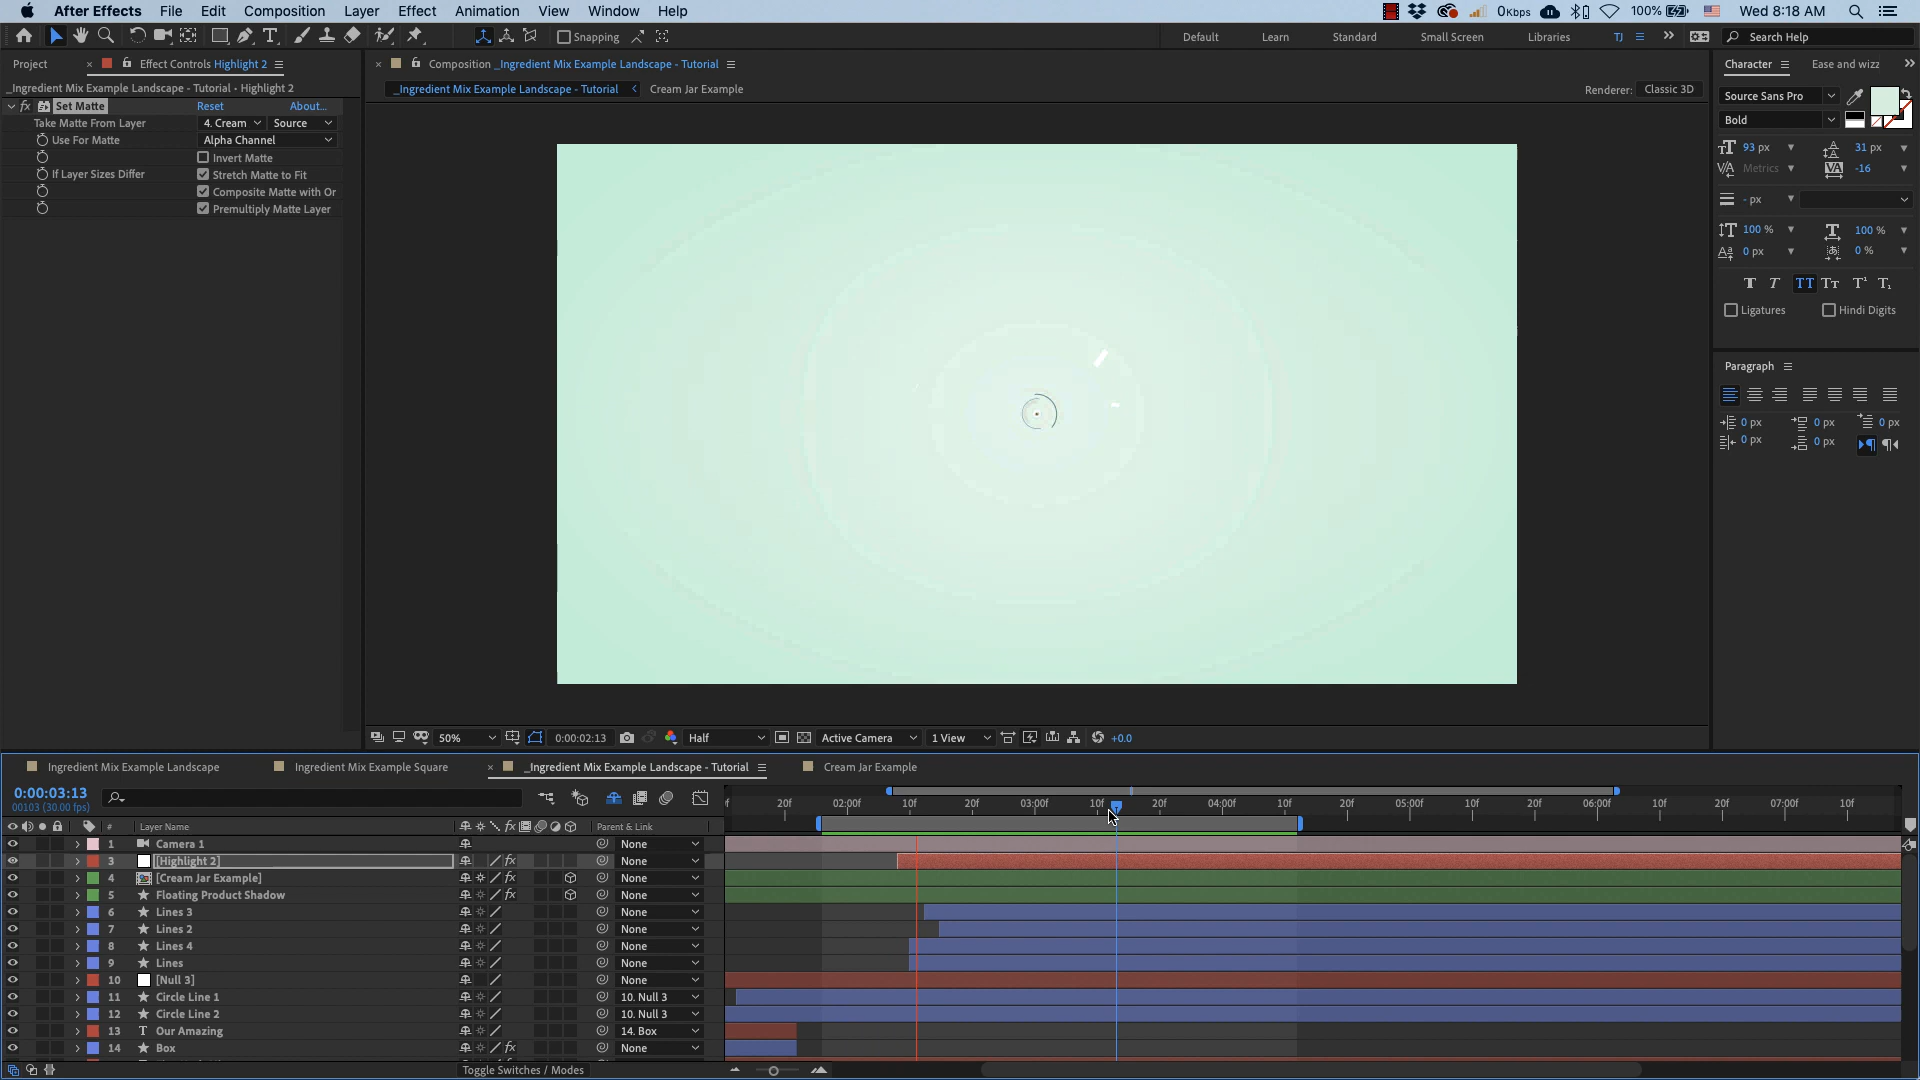 After Effects File Edit Composition Layer Effect Animation View Window Help 0Kbps 100% Wed 8:18 AM
Snapping Default Learn Standard Small Screen Libraries TJ Search Help
Project Effect Controls Highlight 2 Composition _Ingredient Mix Example Landscape - Tutorial Character Ease and wizz
_Ingredient Mix Example Landscape - Tutorial • Highlight 2 _Ingredient Mix Example Landscape - Tutorial Cream Jar Example Renderer: Classic 3D
fx Set Matte Reset About...
Take Matte From Layer 4. Cream Source
Use For Matte Alpha Channel
Invert Matte
If Layer Sizes Differ Stretch Matte to Fit
Composite Matte with Or
Premultiply Matte Layer
Source Sans Pro
Bold
93 px 31 px
Metrics -16
- px
100 % 100 %
0 px 0 %
T T TT Tt T¹ T₁
Ligatures Hindi Digits
Paragraph
0 px 0 px 0 px
0 px 0 px
50% 0:00:02:13 Half Active Camera 1 View +0.0
Ingredient Mix Example Landscape Ingredient Mix Example Square _Ingredient Mix Example Landscape - Tutorial Cream Jar Example
0:00:03:13
00103 (30.00 fps)
f 20f 02:00f 10f 20f 03:00f 10f 20f 04:00f 10f 20f 05:00f 10f 20f 06:00f 10f 20f 07:00f 10f
# Layer Name fx Parent & Link
1 Camera 1 None
3 [Highlight 2] fx None
4 [Cream Jar Example] fx None
5 Floating Product Shadow fx None
6 Lines 3 None
7 Lines 2 None
8 Lines 4 None
9 Lines None
10 [Null 3] None
11 Circle Line 1 10. Null 3
12 Circle Line 2 10. Null 3
13 T Our Amazing 14. Box
14 Box fx None
Toggle Switches / Modes